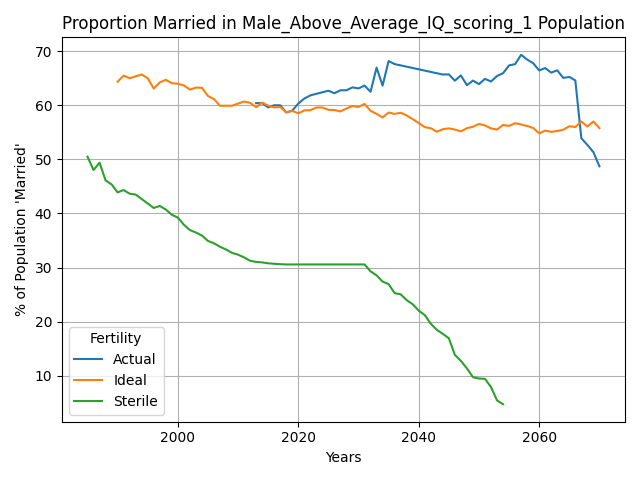 Proportion Married in Male_Above_Average_IQ_scoring_1 Population
% of Population 'Married'
70
60
50
40
30
20
10
Fertility
Actual
Ideal
Sterile
2000
2020
2040
2060
Years